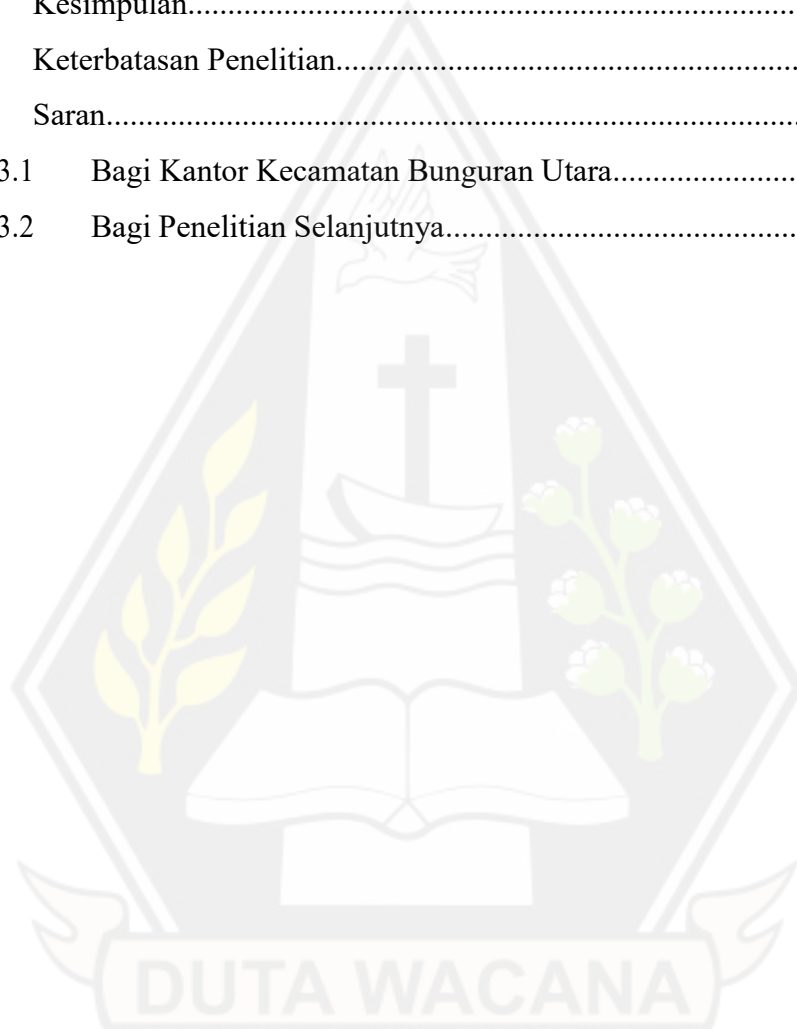 Kesimpulan....................................................................................
Keterbatasan Penelitian..................................................................
Saran..............................................................................................
3.1 Bagi Kantor Kecamatan Bunguran Utara.......................
3.2 Bagi Penelitian Selanjutnya............................................
DUTA WACANA